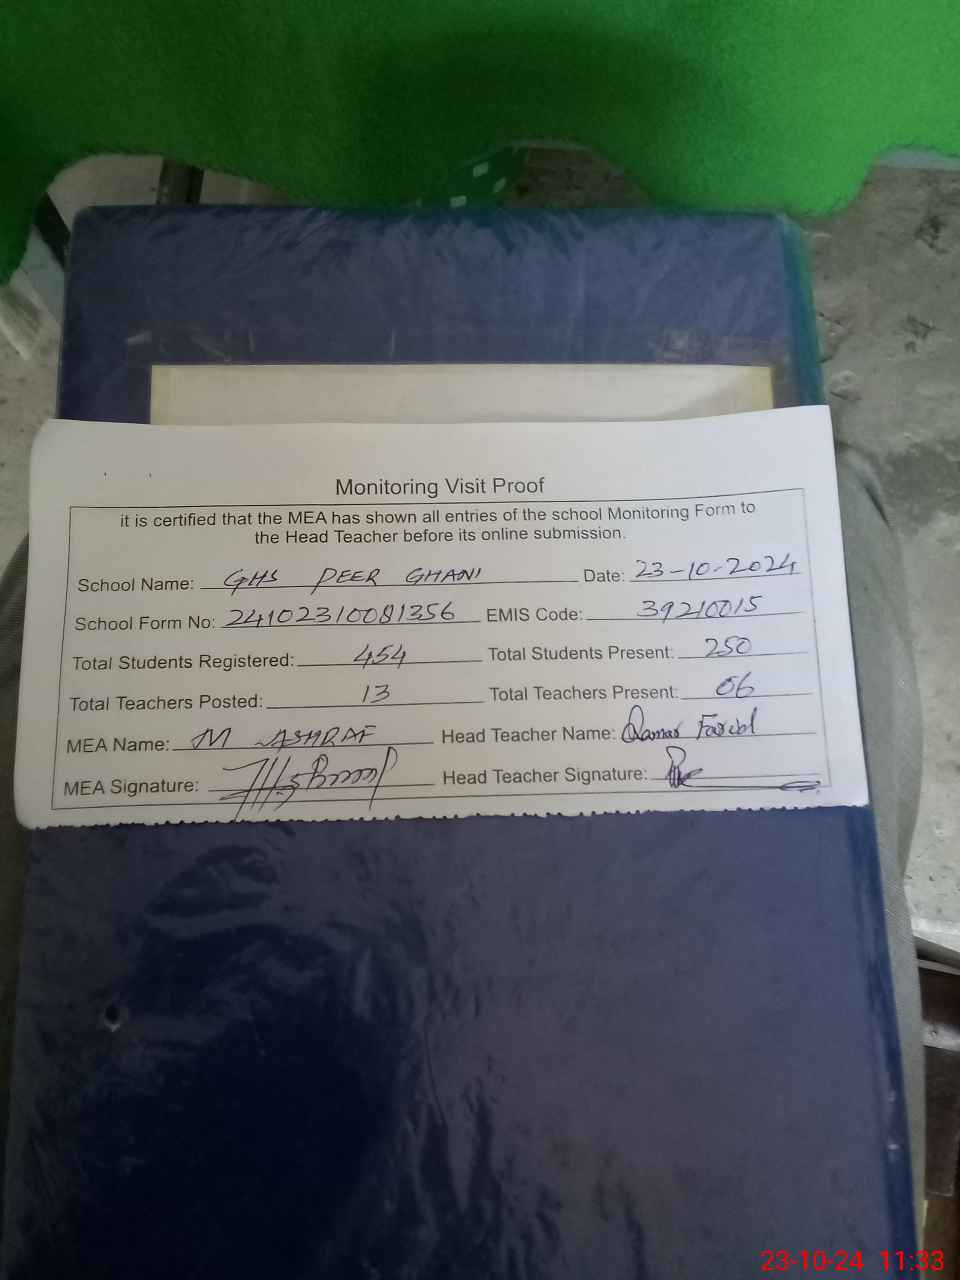 Monitoring Visit Proof
it is certified that the MEA has shown all entries of the school Monitoring Form to
the Head Teacher before its online submission.
School Name: GHS PEER GHANI Date: 23-10-2024
School Form No: 24102310081356 EMIS Code: 39210015
Total Students Registered: 454 Total Students Present: 250
Total Teachers Posted: 13 Total Teachers Present: 06
MEA Name: M ASHRAF Head Teacher Name: Qamar Farid
MEA Signature: Head Teacher Signature:
23-10-24 11:33